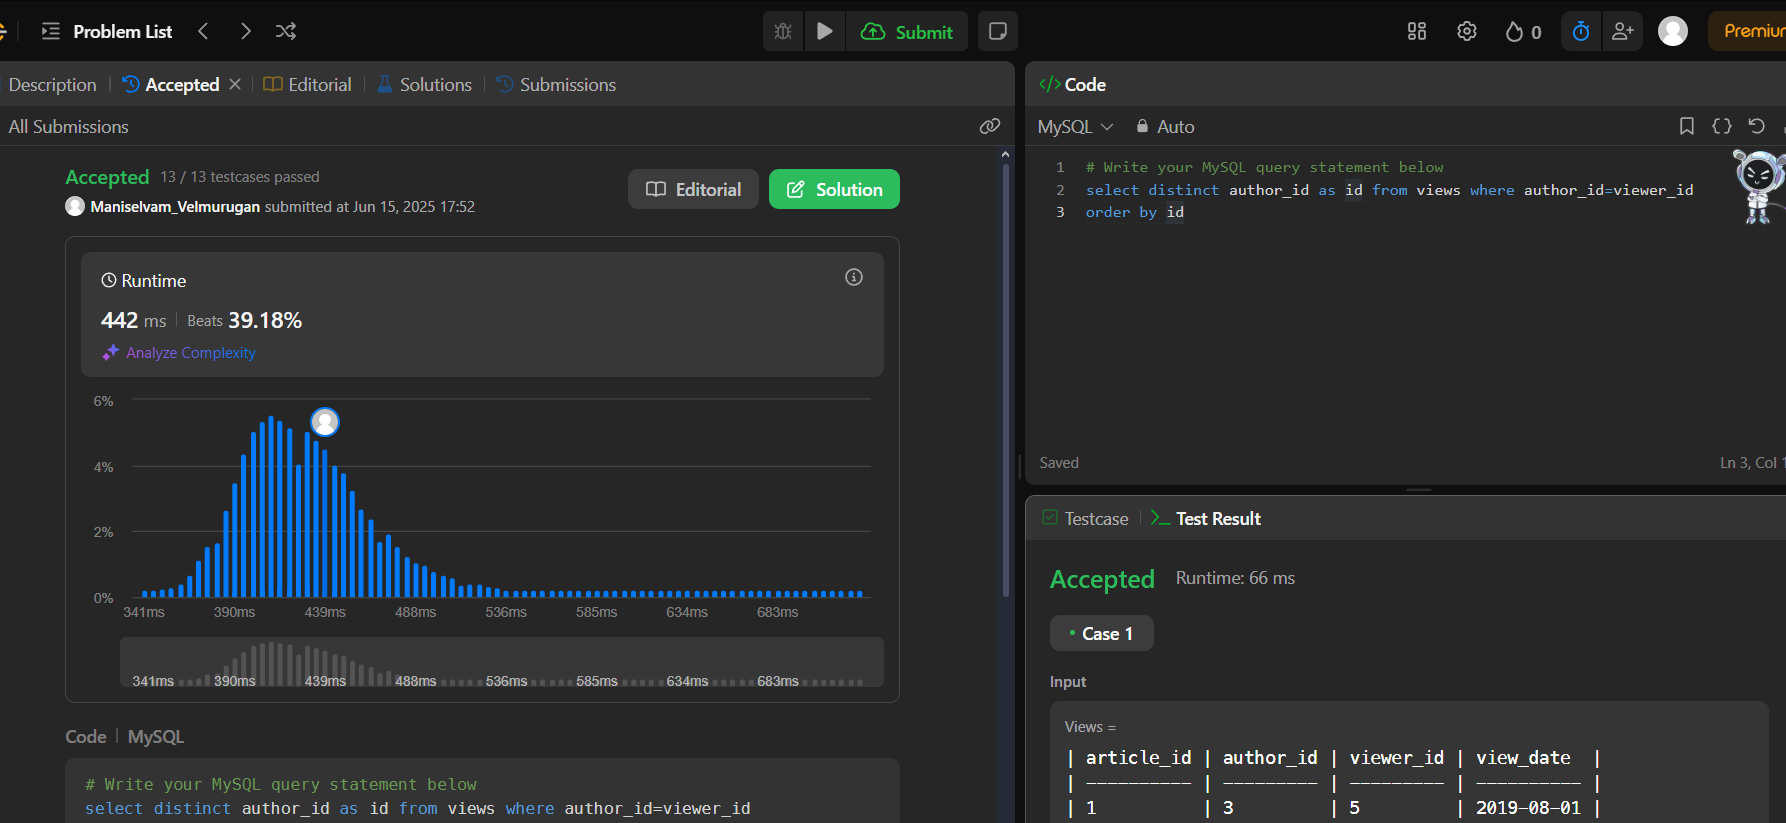 Problem List
Submit
0
Premiu
Description
Accepted
Editorial
Solutions
Submissions
All Submissions
Accepted 13 / 13 testcases passed
Maniselvam_Velmurugan submitted at Jun 15, 2025 17:52
Editorial
Solution
Runtime
442 ms Beats 39.18%
Analyze Complexity
6%
4%
2%
0%
341ms 390ms 439ms 488ms 536ms 585ms 634ms 683ms
341ms 390ms 439ms 488ms 536ms 585ms 634ms 683ms
Code | MySQL
# Write your MySQL query statement below
select distinct author_id as id from views where author_id=viewer_id
</> Code
MySQL Auto
1 # Write your MySQL query statement below
2 select distinct author_id as id from views where author_id=viewer_id
3 order by id
Saved
Ln 3, Col 1
Testcase
Test Result
Accepted Runtime: 66 ms
Case 1
Input
Views =
| article_id | author_id | viewer_id | view_date |
| ---------- | --------- | --------- | ---------- |
| 1 | 3 | 5 | 2019-08-01 |